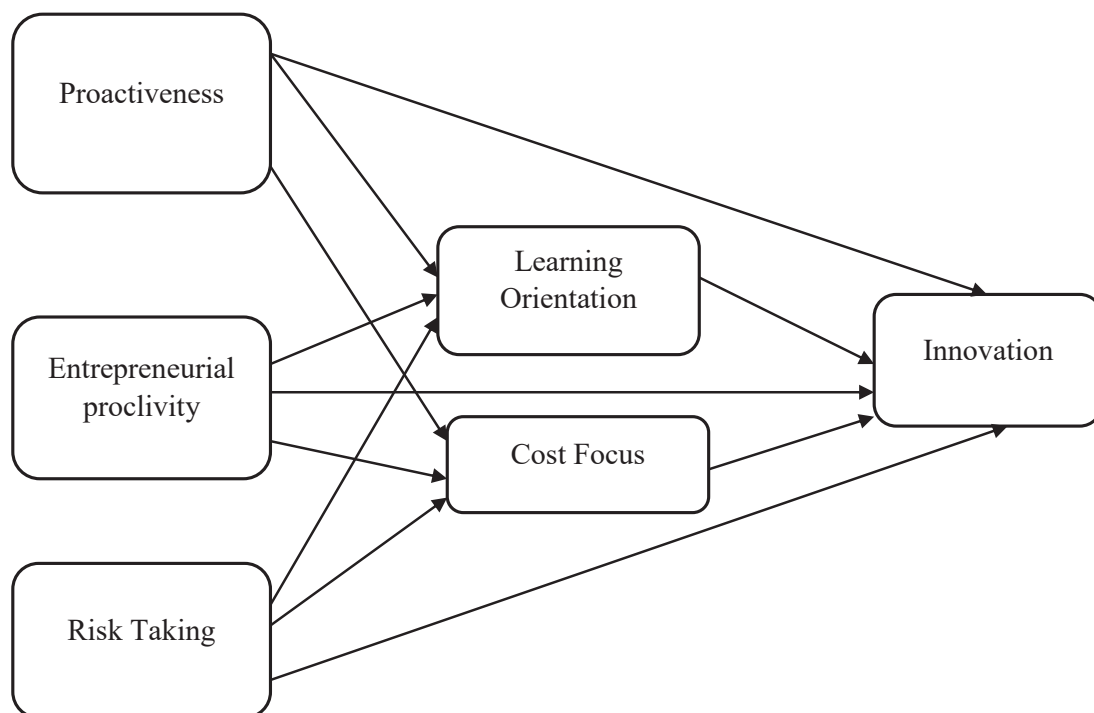 Proactiveness
Learning
Orientation
Entrepreneurial
proclivity
Innovation
Cost Focus
Risk Taking